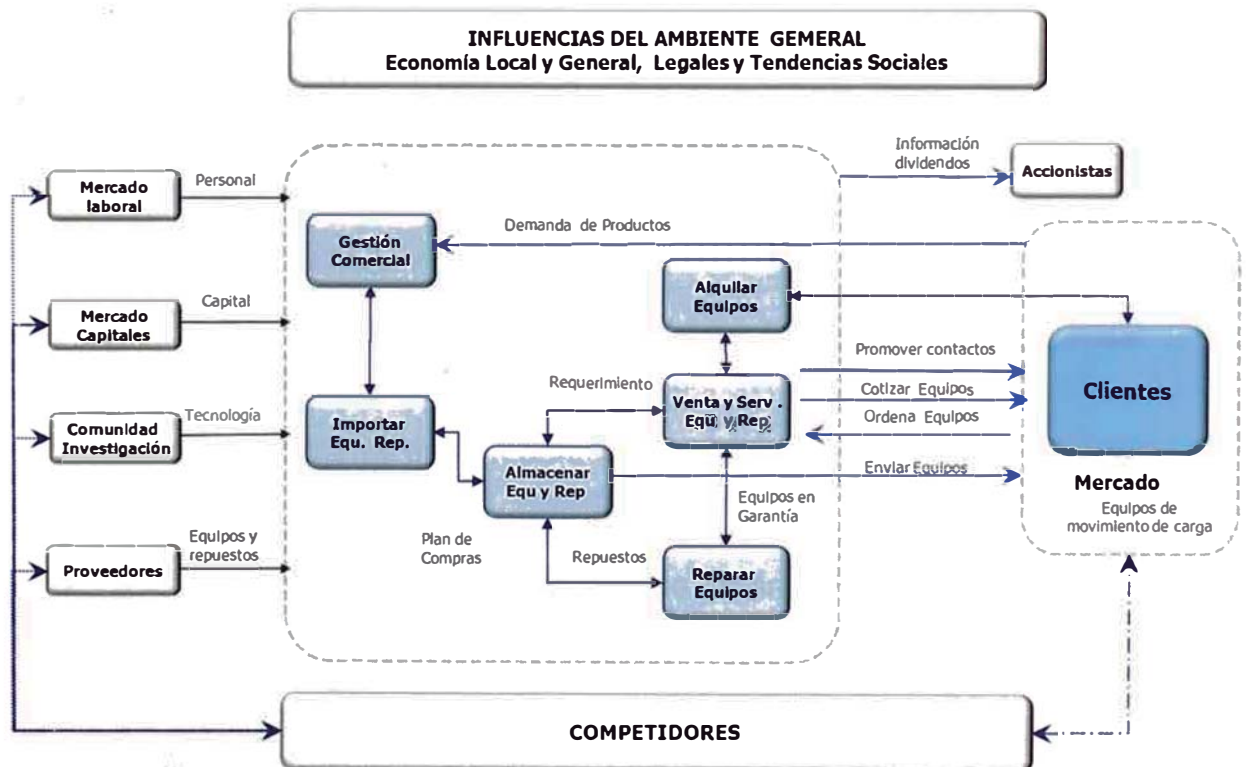 INFLUENCIAS DEL AMBIENTE GEMERAL
Economía Local y General, Legales y Tendencias Sociales
Información
dividendos
Accionistas
Mercado
laboral
Personal
Gestión
Comercial
Demanda de Productos
Alquilar
Equipos
Mercado
Capitales
Capital
Promover contactos
Clientes
Requerimiento
Venta y Serv.
Equ. y Rep.
Cotizar Equipos
Ordena Equipos
Comunidad
Investigación
Tecnología
Importar
Equ. Rep.
Almacenar
Equ y Rep
Enviar Equipos
Mercado
Equipos de
movimiento de carga
Equipos en
Garantía
Proveedores
Equipos y
repuestos
Plan de
Compras
Repuestos
Reparar
Equipos
COMPETIDORES